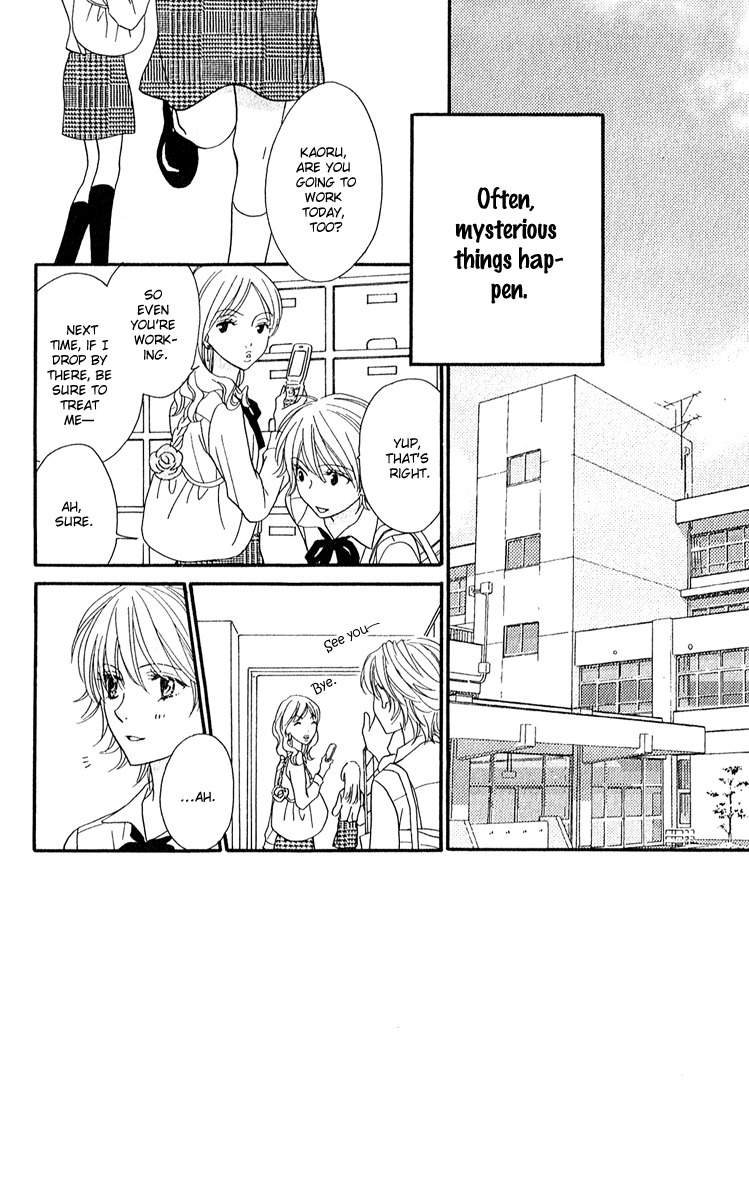 Often,
mysterious
things hap-
pen.
KAORU,
ARE YOU
GOING TO
WORK
TODAY,
TOO?
YUP,
THAT'S
RIGHT.
SO
EVEN
YOU'RE
WORK-
ING.
NEXT
TIME, IF I
DROP BY
THERE, BE
SURE TO
TREAT
ME—
AH,
SURE.
See you—
Bye.
...AH.